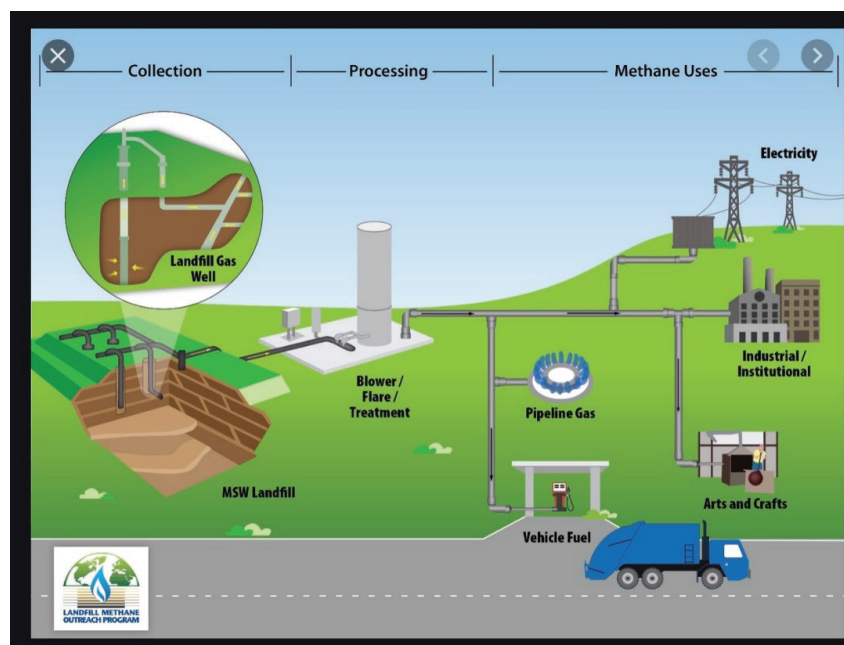 Collection
Processing
Methane Uses
Electricity
Landfill Gas
Well
Industrial /
Institutional
Blower /
Flare /
Treatment
Pipeline Gas
MSW Landfill
Arts and Crafts
Vehicle Fuel
LANDFILL METHANE
OUTREACH PROGRAM